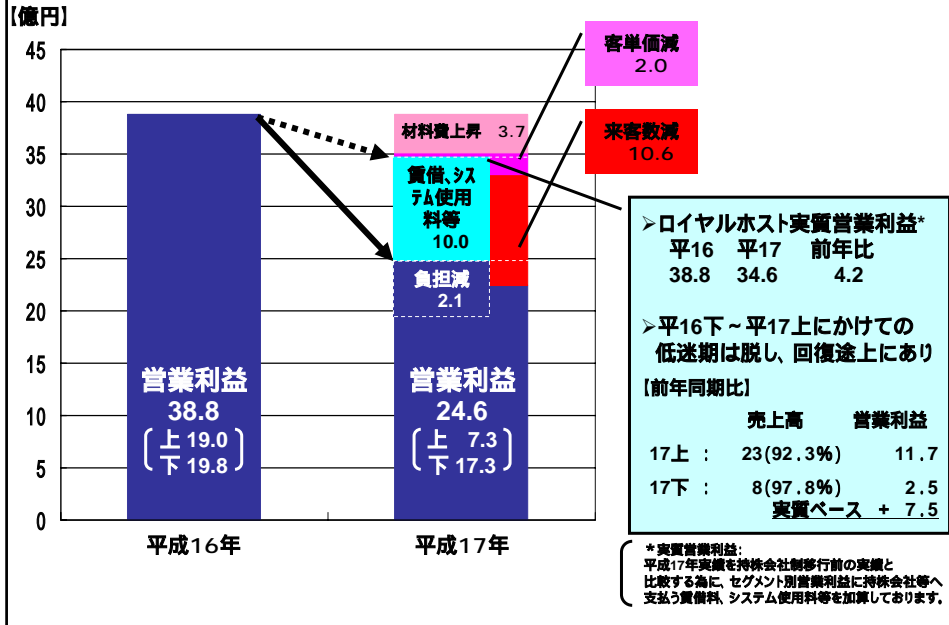 【億円】
45
40
35
30
25
20
15
10
5
0
営業利益
38.8
上 19.0
下 19.8
平成16年
材料費上昇 3.7
賃借、シス
テム使用
料等
10.0
負担減
2.1
営業利益
24.6
上 7.3
下 17.3
平成17年
客単価減
2.0
来客数減
10.6
➢ロイヤルホスト実質営業利益*
平16 平17 前年比
38.8 34.6 4.2
➢平16下~平17上にかけての
低迷期は脱し、回復途上にあり
【前年同期比】
売上高 営業利益
17上 : 23(92.3%) 11.7
17下 : 8(97.8%) 2.5
実質ベース + 7.5
*実質営業利益:
平成17年実績を持株会社制移行前の実績と
比較する為に、セグメント別営業利益に持株会社等へ
支払う賃借料、システム使用料等を加算しております。